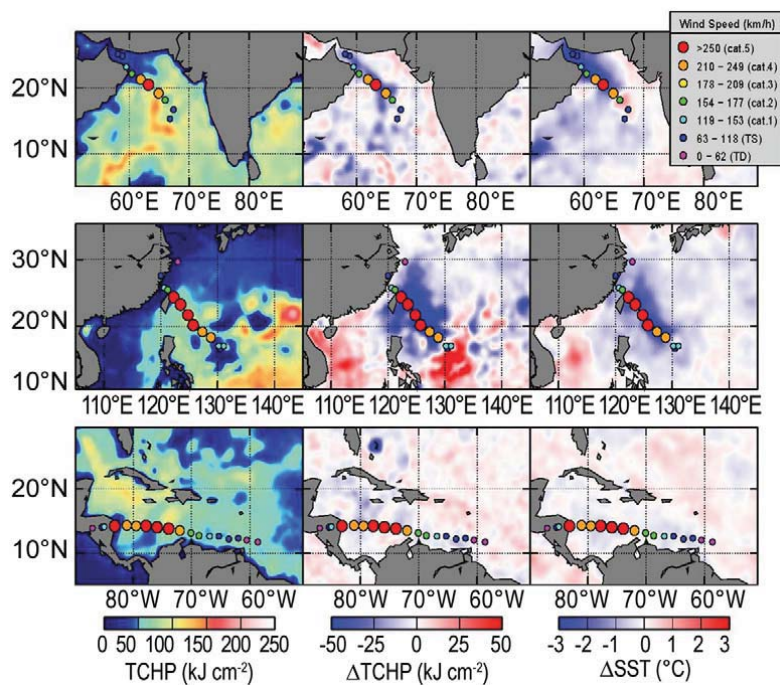 Wind Speed (km/h)
>250 (cat.5)
210 – 249 (cat.4)
178 – 209 (cat.3)
154 – 177 (cat.2)
119 – 153 (cat.1)
63 – 118 (TS)
0 – 62 (TD)
20°N
10°N
60°E 70°E 80°E 60°E 70°E 80°E 60°E 70°E 80°E
30°N
20°N
10°N
110°E 120°E 130°E 140°E 110°E 120°E 130°E 140°E 110°E 120°E 130°E 140°E
20°N
10°N
80°W 70°W 60°W 80°W 70°W 60°W 80°W 70°W 60°W
0 50 100 150 200 250 -50 -25 0 25 50 -3 -2 -1 0 1 2 3
TCHP (kJ cm⁻²) ΔTCHP (kJ cm⁻²) ΔSST (°C)